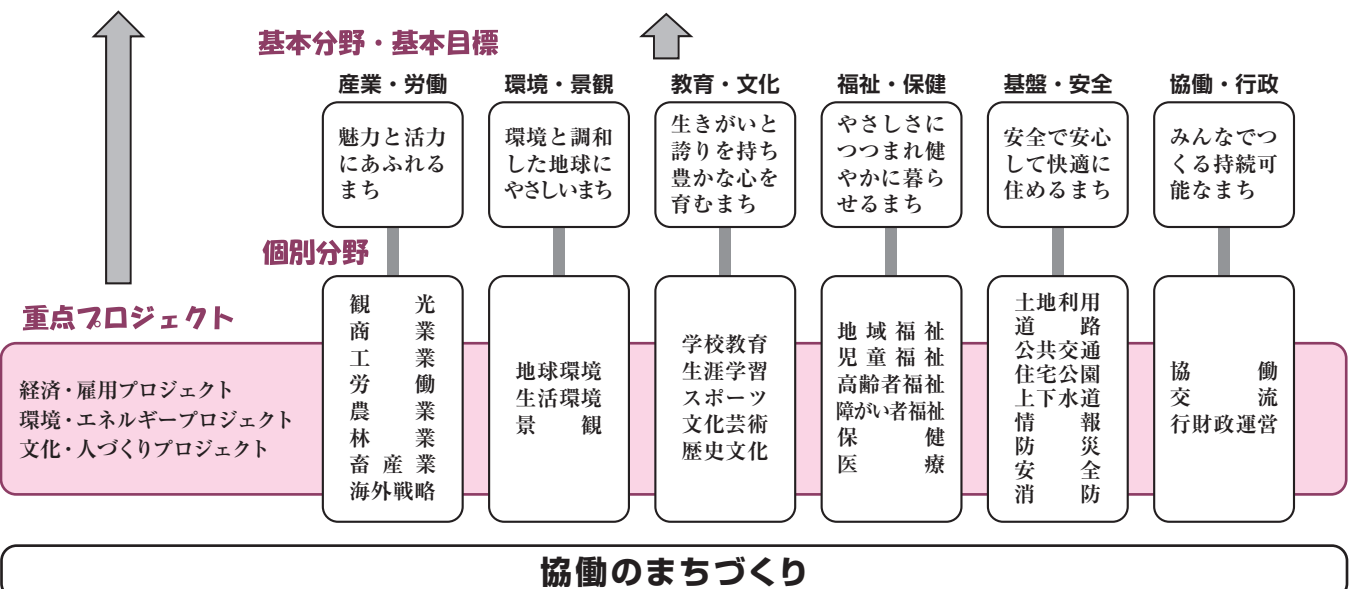 基本分野・基本目標
産業・労働
魅力と活力
にあふれる
まち
環境・景観
環境と調和
した地球に
やさしいまち
教育・文化
生きがいと
誇りを持ち
豊かな心を
育むまち
福祉・保健
やさしさに
つつまれ健
やかに暮ら
せるまち
基盤・安全
安全で安心
して快適に
住めるまち
協働・行政
みんなでつ
くる持続可
能なまち
個別分野
観光
商業
工業
労働
農業
林業
畜産業
海外戦略
地球環境
生活環境
景観
学校教育
生涯学習
スポーツ
文化芸術
歴史文化
地域福祉
児童福祉
高齢者福祉
障がい者福祉
保健
医療
土地利用
道路
公共交通
住宅公園
上下水道
情報
防災
安全
消防
協働
交流
行財政運営
重点プロジェクト
経済・雇用プロジェクト
環境・エネルギープロジェクト
文化・人づくりプロジェクト
協働のまちづくり